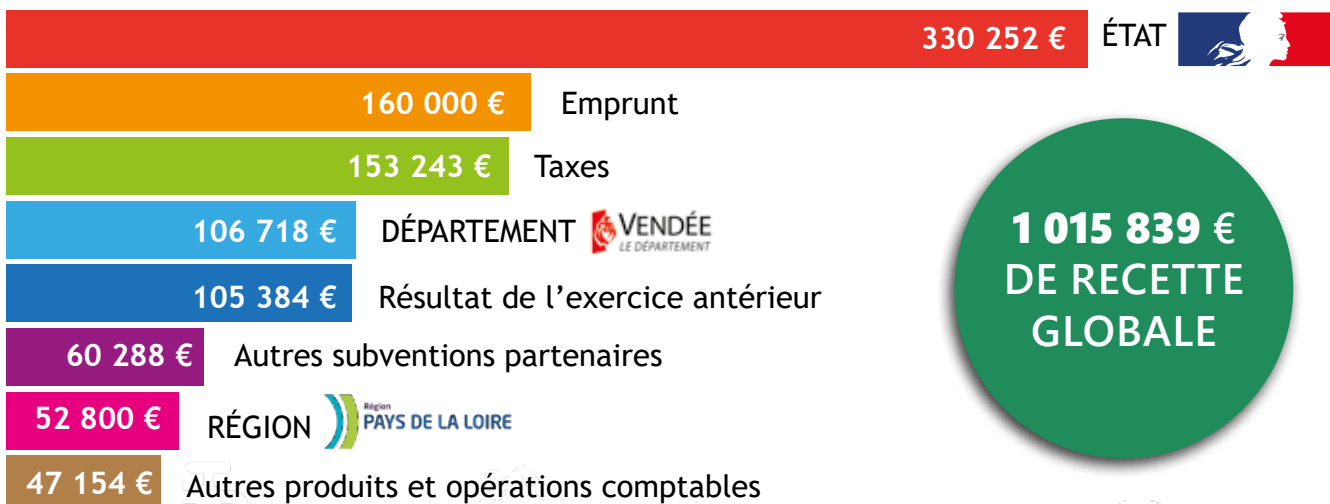 330 252 € ÉTAT
160 000 € Emprunt
153 243 € Taxes
106 718 € DÉPARTEMENT VENDÉE
LE DÉPARTEMENT
105 384 € Résultat de l’exercice antérieur
60 288 € Autres subventions partenaires
52 800 € RÉGION Région
PAYS DE LA LOIRE
47 154 € Autres produits et opérations comptables
1 015 839 €
DE RECETTE
GLOBALE